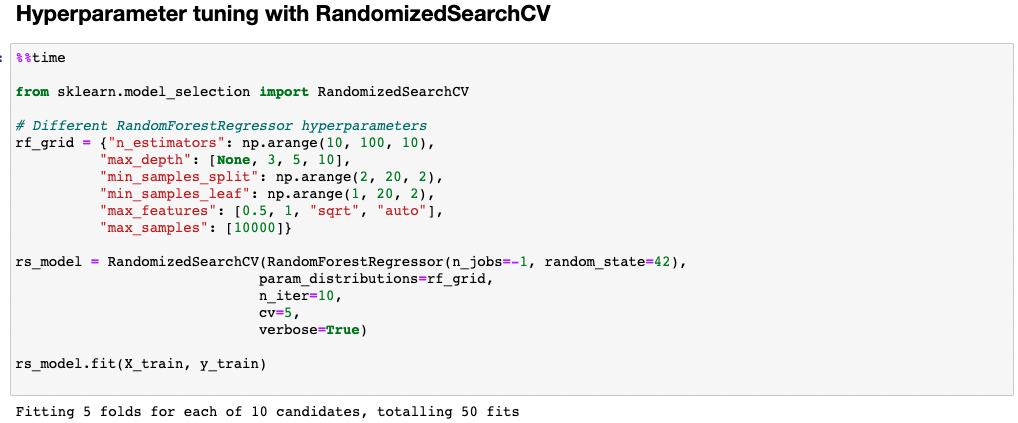 Hyperparameter tuning with RandomizedSearchCV
:
%%time
from sklearn.model_selection import RandomizedSearchCV
# Different RandomForestRegressor hyperparameters
rf_grid = {"n_estimators": np.arange(10, 100, 10),
"max_depth": [None, 3, 5, 10],
"min_samples_split": np.arange(2, 20, 2),
"min_samples_leaf": np.arange(1, 20, 2),
"max_features": [0.5, 1, "sqrt", "auto"],
"max_samples": [10000]}
rs_model = RandomizedSearchCV(RandomForestRegressor(n_jobs=-1, random_state=42),
param_distributions=rf_grid,
n_iter=10,
cv=5,
verbose=True)
rs_model.fit(X_train, y_train)
Fitting 5 folds for each of 10 candidates, totalling 50 fits